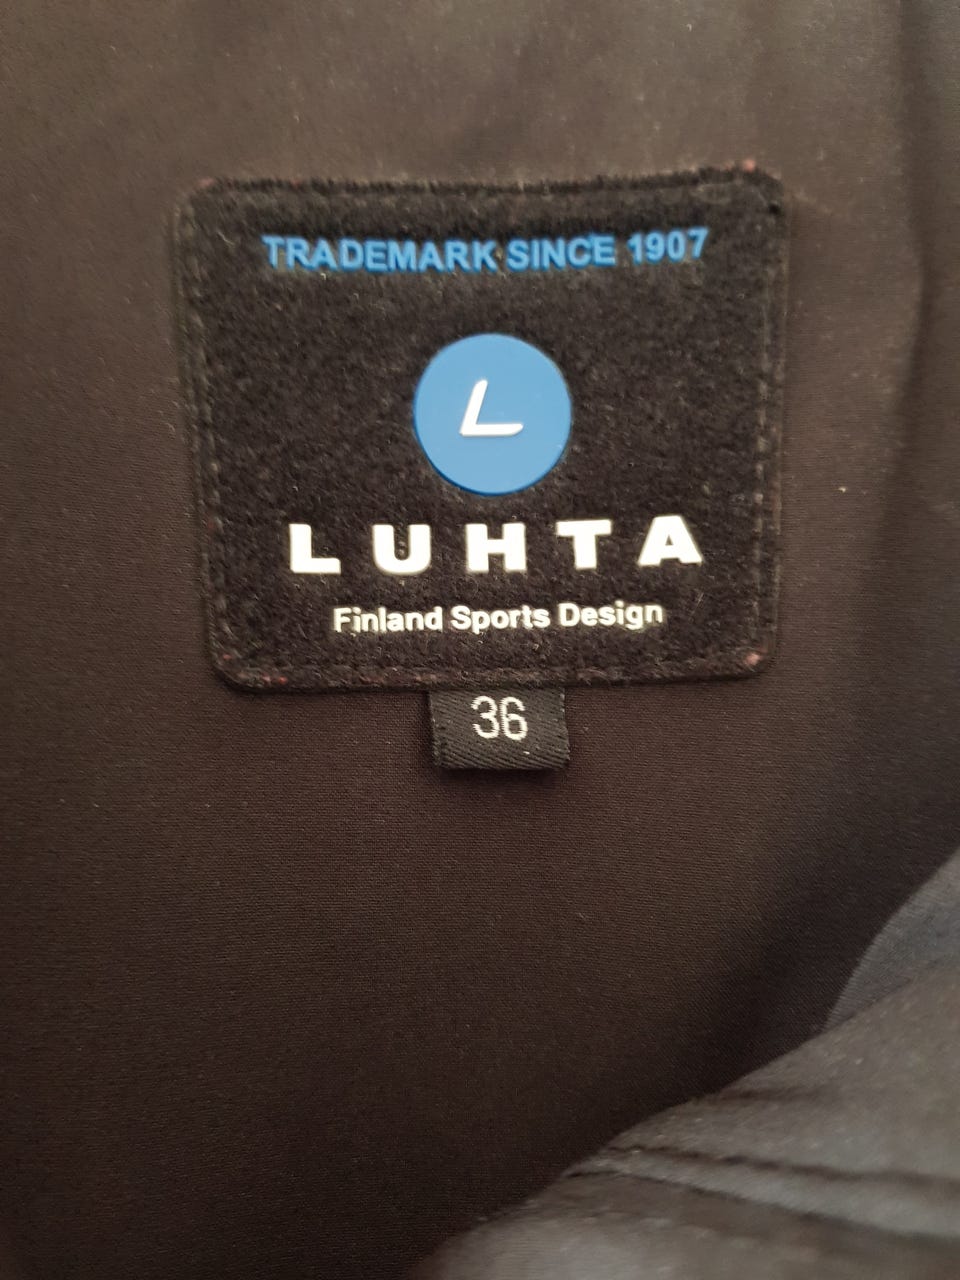 TRADEMARK SINCE 1907
L
LUHTA
Finland Sports Design
36